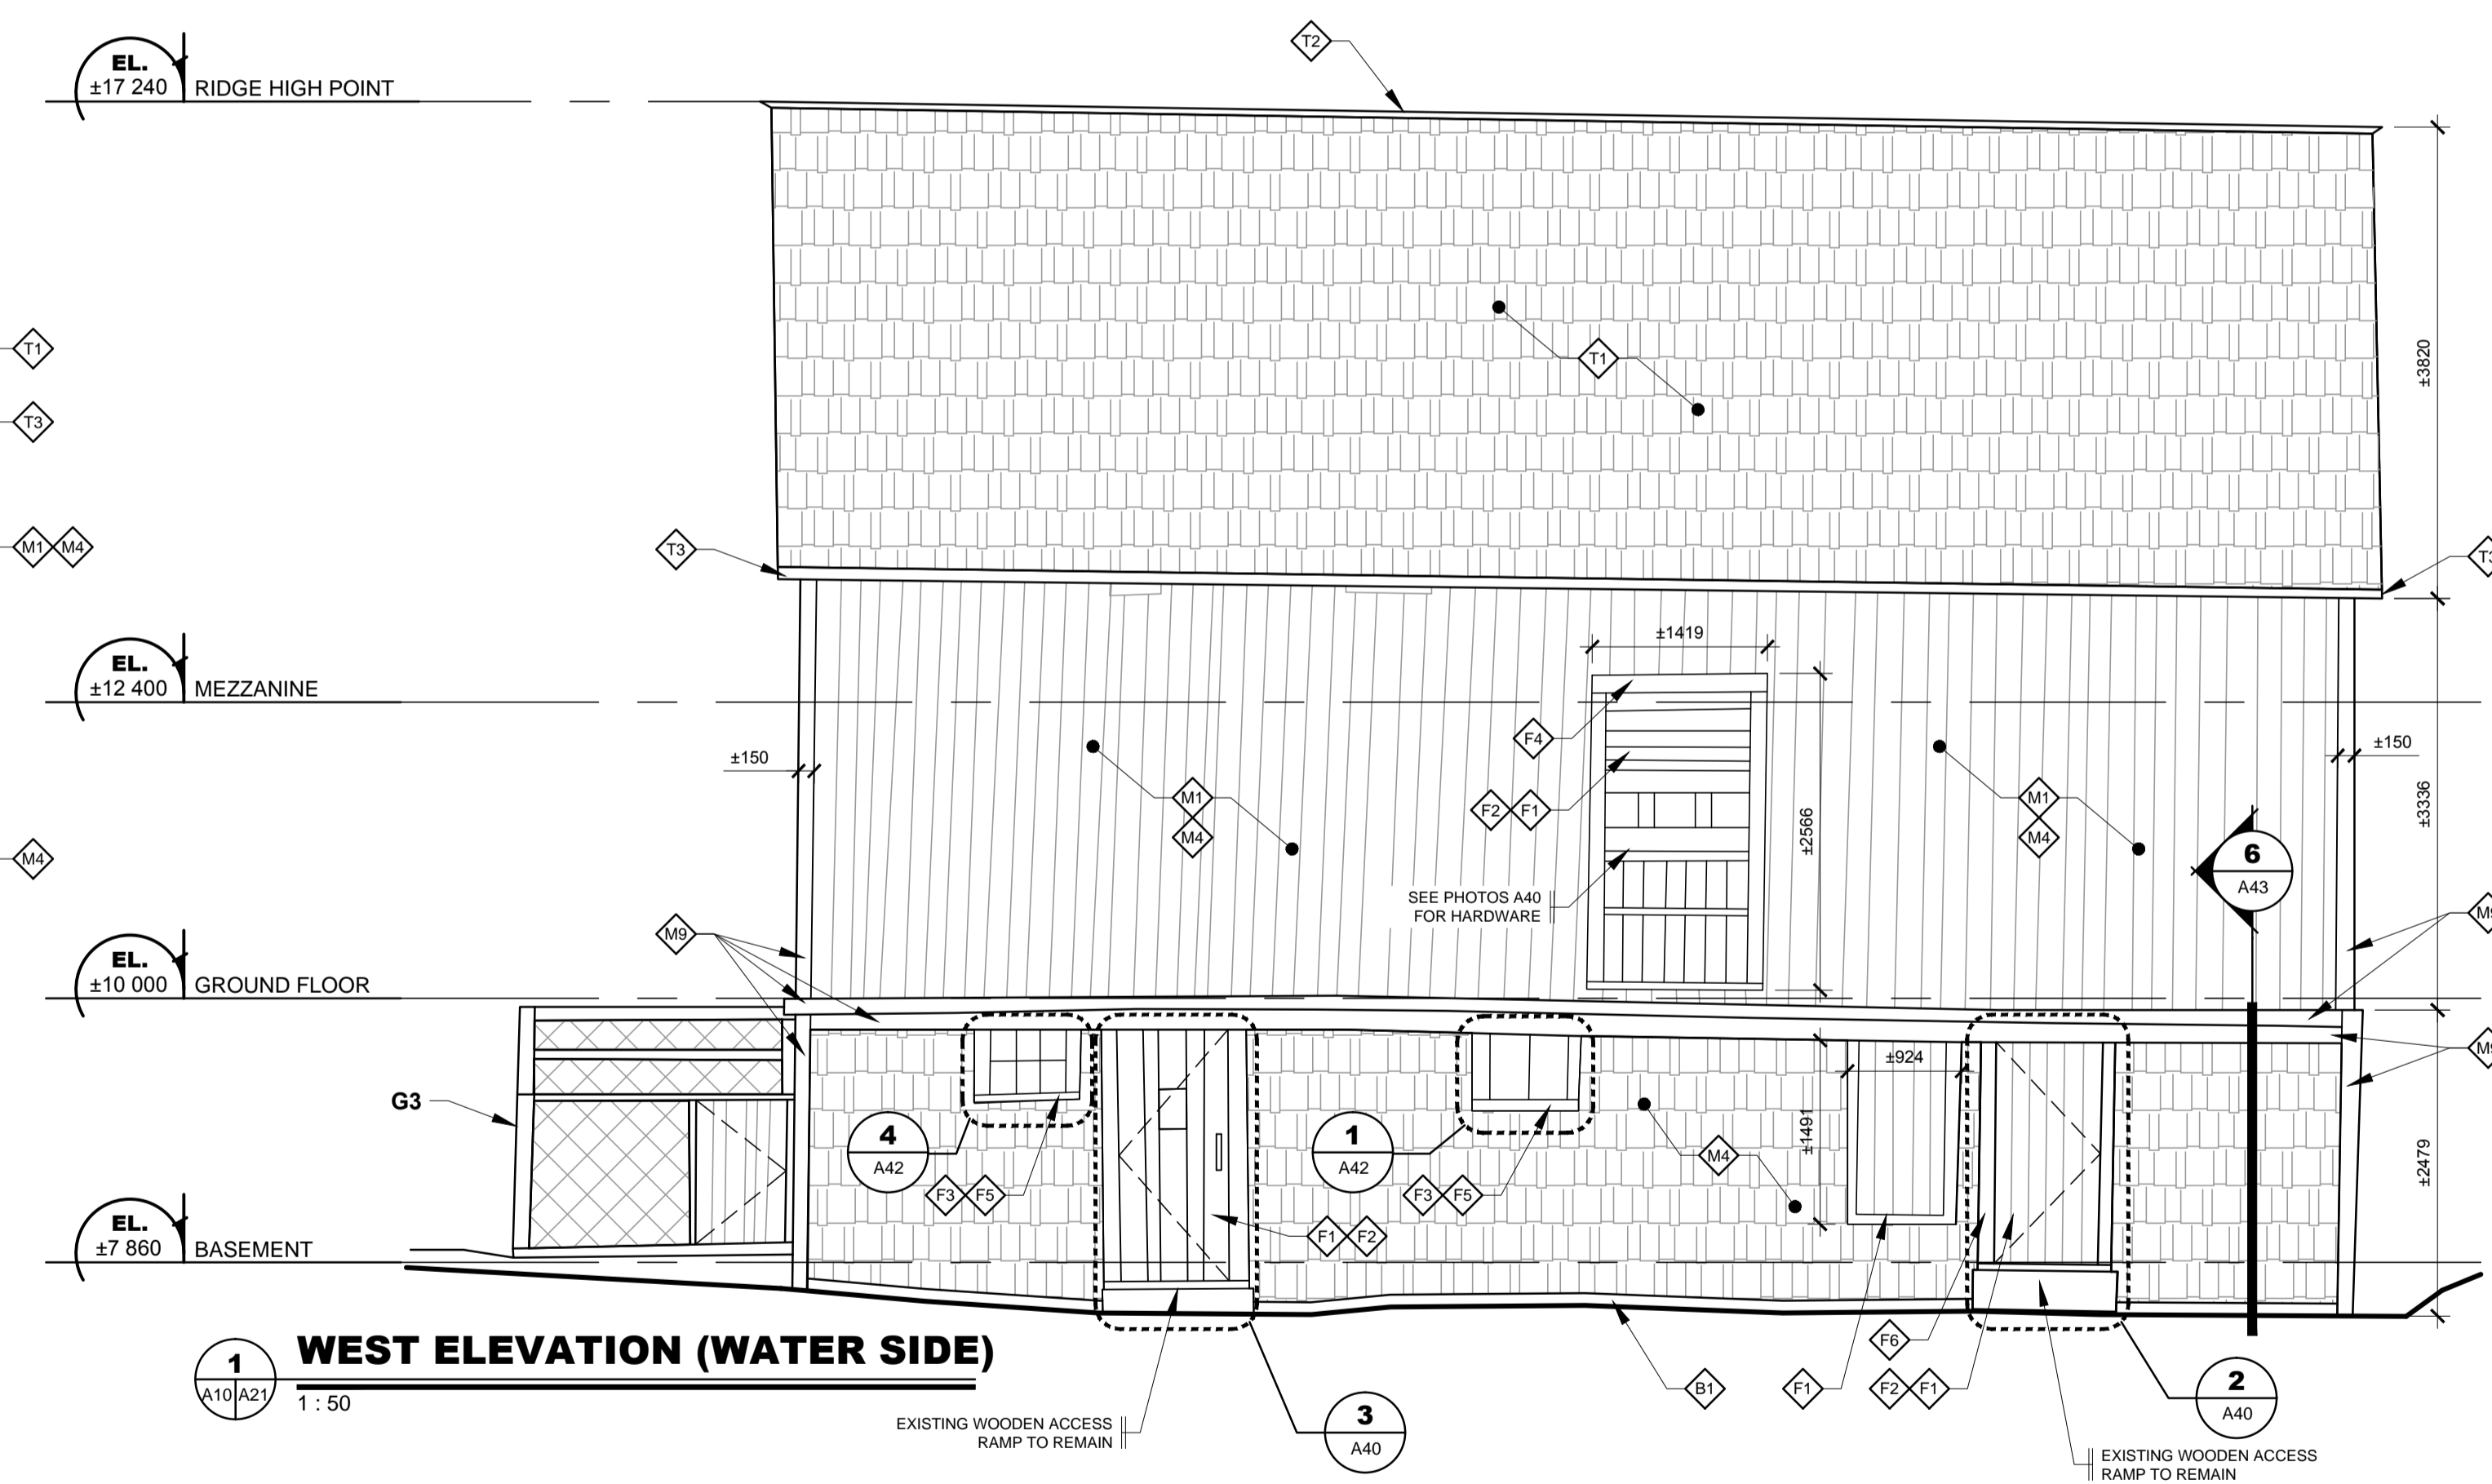 T2
EL.
±17 240
RIDGE HIGH POINT
T1
T1
±3820
T3
M1
M4
T3
EL.
±12 400
MEZZANINE
±1419
F4
±150
±150
M1
M4
F2
F1
M1
M4
±2566
±3336
M4
6
A43
SEE PHOTOS A40
FOR HARDWARE
M9
EL.
±10 000
GROUND FLOOR
G3
±924
4
A42
1
A42
M4
±1491
±2479
F3
F5
F3
F5
F1
F2
EL.
±7 860
BASEMENT
1
A10
A21
WEST ELEVATION (WATER SIDE)
1 : 50
F6
B1
F1
F2
F1
2
A40
EXISTING WOODEN ACCESS
RAMP TO REMAIN
3
A40
EXISTING WOODEN ACCESS
RAMP TO REMAIN